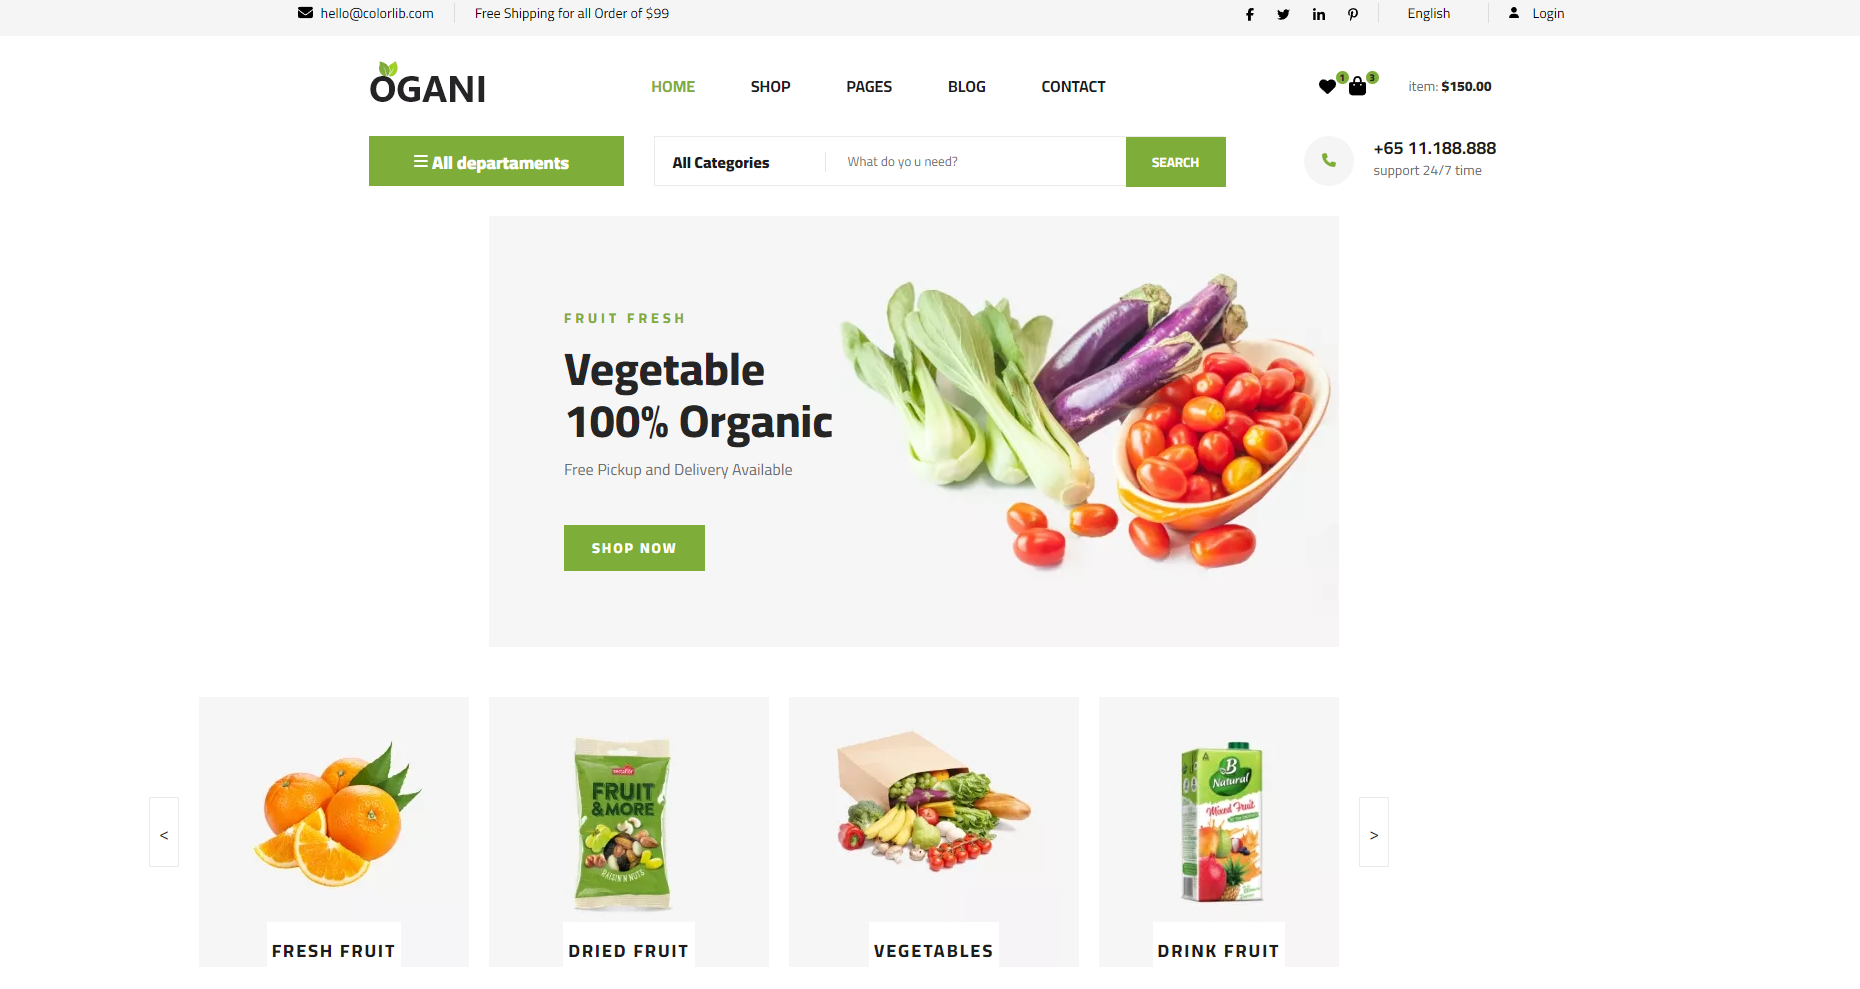 hello@colorlib.com
Free Shipping for all Order of $99
English
Login
OGANI
HOME
SHOP
PAGES
BLOG
CONTACT
1
3
item: $150.00
All departaments
All Categories
What do yo u need?
SEARCH
+65 11.188.888
support 24/7 time
FRUIT FRESH
Vegetable
100% Organic
Free Pickup and Delivery Available
SHOP NOW
<
FRUIT
&MORE
RAISIN'N NUTS
B
Natural
Mixed Fruit
>
FRESH FRUIT
DRIED FRUIT
VEGETABLES
DRINK FRUIT